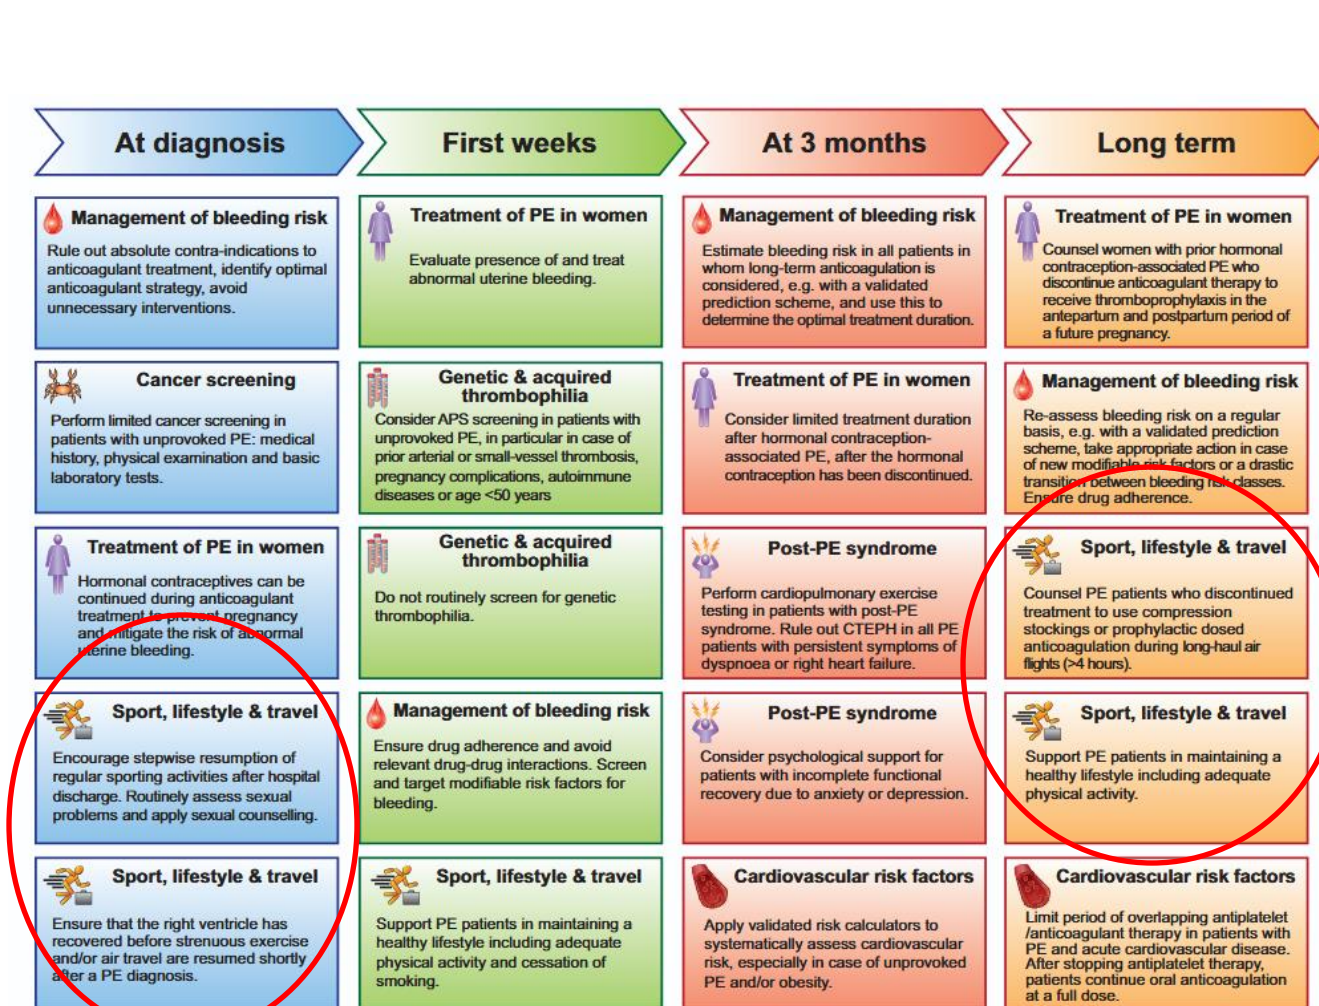 At diagnosis
First weeks
At 3 months
Long term
Management of bleeding risk
Rule out absolute contra-indications to
anticoagulant treatment, identify optimal
anticoagulant strategy, avoid
unnecessary interventions.
Treatment of PE in women
Evaluate presence of and treat
abnormal uterine bleeding.
Management of bleeding risk
Estimate bleeding risk in all patients in
whom long-term anticoagulation is
considered, e.g. with a validated
prediction scheme, and use this to
determine the optimal treatment duration.
Treatment of PE in women
Counsel women with prior hormonal
contraception-associated PE who
discontinue anticoagulant therapy to
receive thromboprophylaxis in the
antepartum and postpartum period of
a future pregnancy.
Cancer screening
Perform limited cancer screening in
patients with unprovoked PE: medical
history, physical examination and basic
laboratory tests.
Genetic & acquired
thrombophilia
Consider APS screening in patients with
unprovoked PE, in particular in case of
prior arterial or small-vessel thrombosis,
pregnancy complications, autoimmune
diseases or age <50 years
Treatment of PE in women
Consider limited treatment duration
after hormonal contraception-
associated PE, after the hormonal
contraception has been discontinued.
Management of bleeding risk
Re-assess bleeding risk on a regular
basis, e.g. with a validated prediction
scheme, take appropriate action in case
of new modifiable risk factors or a drastic
transition between bleeding risk classes.
Ensure drug adherence.
Treatment of PE in women
Hormonal contraceptives can be
continued during anticoagulant
treatment to prevent pregnancy
and mitigate the risk of abnormal
uterine bleeding.
Genetic & acquired
thrombophilia
Do not routinely screen for genetic
thrombophilia.
Post-PE syndrome
Perform cardiopulmonary exercise
testing in patients with post-PE
syndrome. Rule out CTEPH in all PE
patients with persistent symptoms of
dyspnoea or right heart failure.
Sport, lifestyle & travel
Counsel PE patients who discontinued
treatment to use compression
stockings or prophylactic dosed
anticoagulation during long-haul air
flights (>4 hours).
Sport, lifestyle & travel
Encourage stepwise resumption of
regular sporting activities after hospital
discharge. Routinely assess sexual
problems and apply sexual counselling.
Management of bleeding risk
Ensure drug adherence and avoid
relevant drug-drug interactions. Screen
and target modifiable risk factors for
bleeding.
Post-PE syndrome
Consider psychological support for
patients with incomplete functional
recovery due to anxiety or depression.
Sport, lifestyle & travel
Support PE patients in maintaining a
healthy lifestyle including adequate
physical activity.
Sport, lifestyle & travel
Ensure that the right ventricle has
recovered before strenuous exercise
and/or air travel are resumed shortly
after a PE diagnosis.
Sport, lifestyle & travel
Support PE patients in maintaining a
healthy lifestyle including adequate
physical activity and cessation of
smoking.
Cardiovascular risk factors
Apply validated risk calculators to
systematically assess cardiovascular
risk, especially in case of unprovoked
PE and/or obesity.
Cardiovascular risk factors
Limit period of overlapping antiplatelet
/anticoagulant therapy in patients with
PE and acute cardiovascular disease.
After stopping antiplatelet therapy,
patients continue oral anticoagulation
at a full dose.